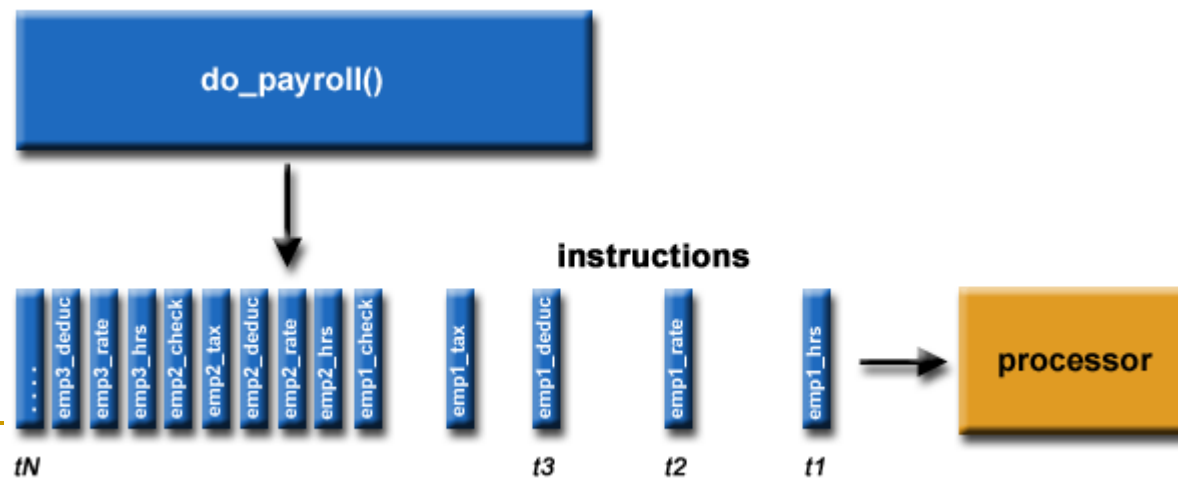 do_payroll()
instructions
....
emp3_deduc
emp3_rate
emp3_hrs
emp2_check
emp2_tax
emp2_deduc
emp2_rate
emp2_hrs
emp1_check
emp1_tax
emp1_deduc
emp1_rate
emp1_hrs
processor
tN t3 t2 t1